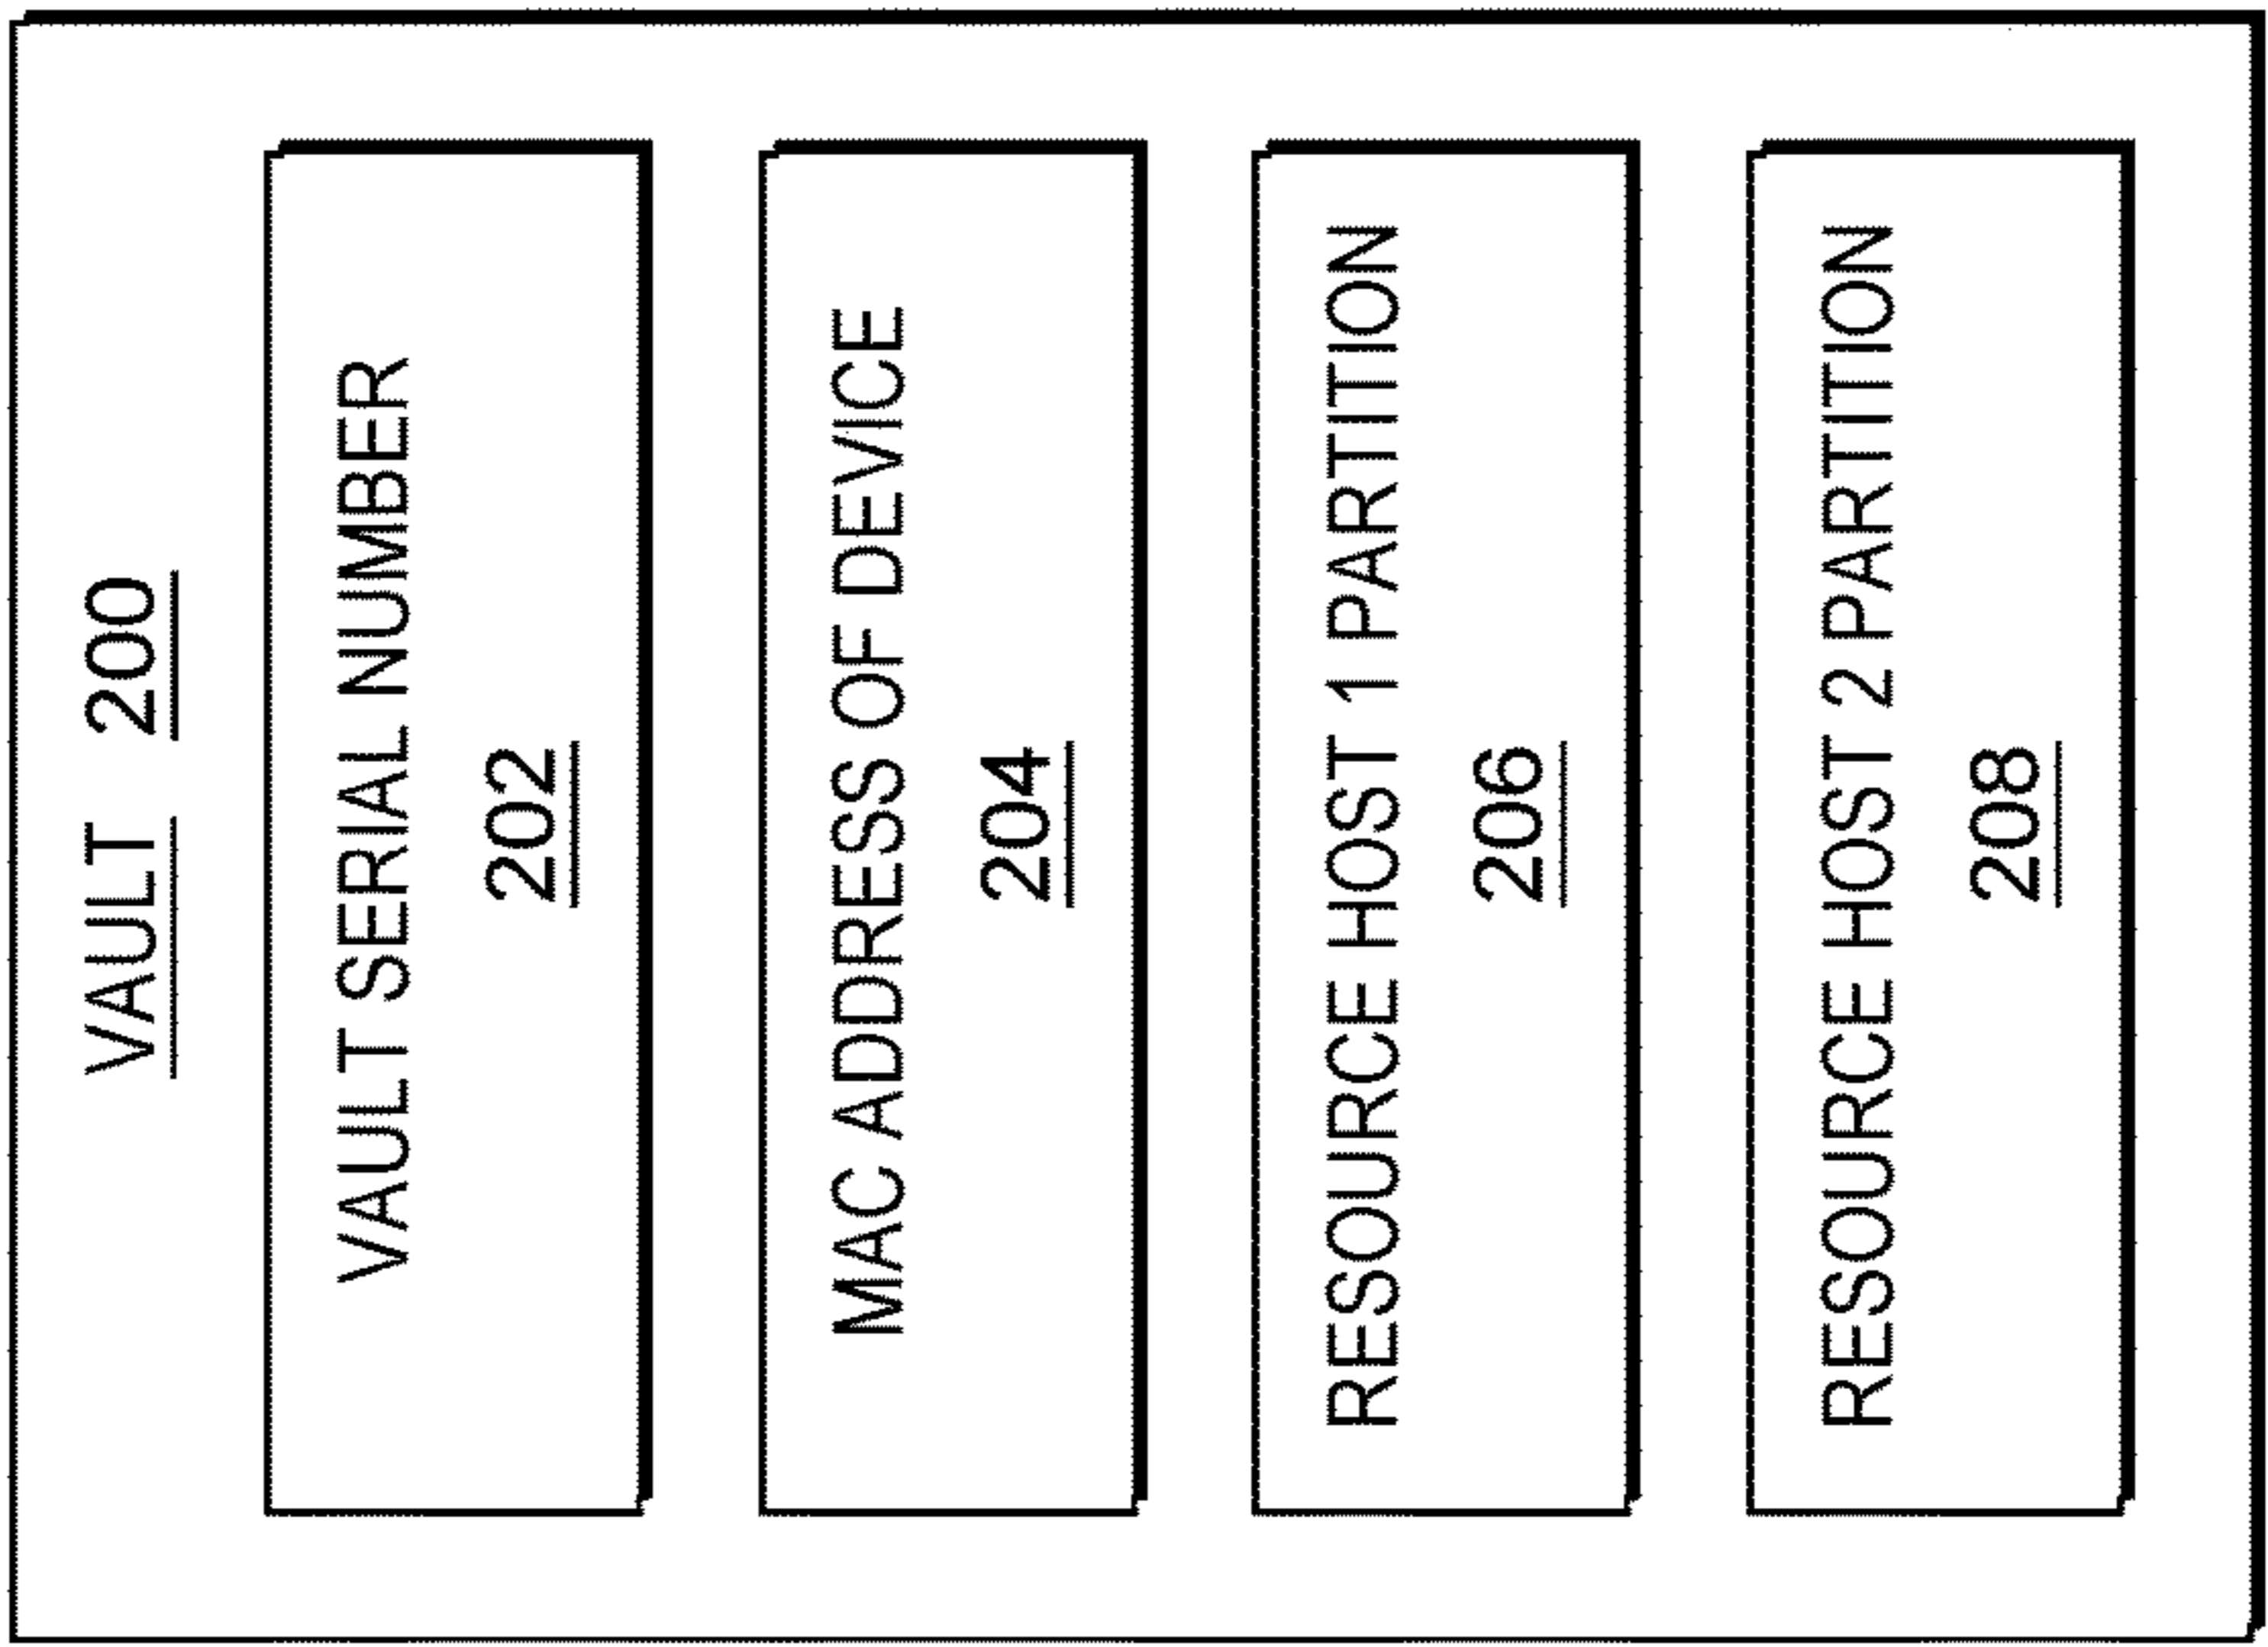 VAULT 200
VAULT SERIAL NUMBER
202
MAC ADDRESS OF DEVICE
204
RESOURCE HOST 1 PARTITION
206
RESOURCE HOST 2 PARTITION
208